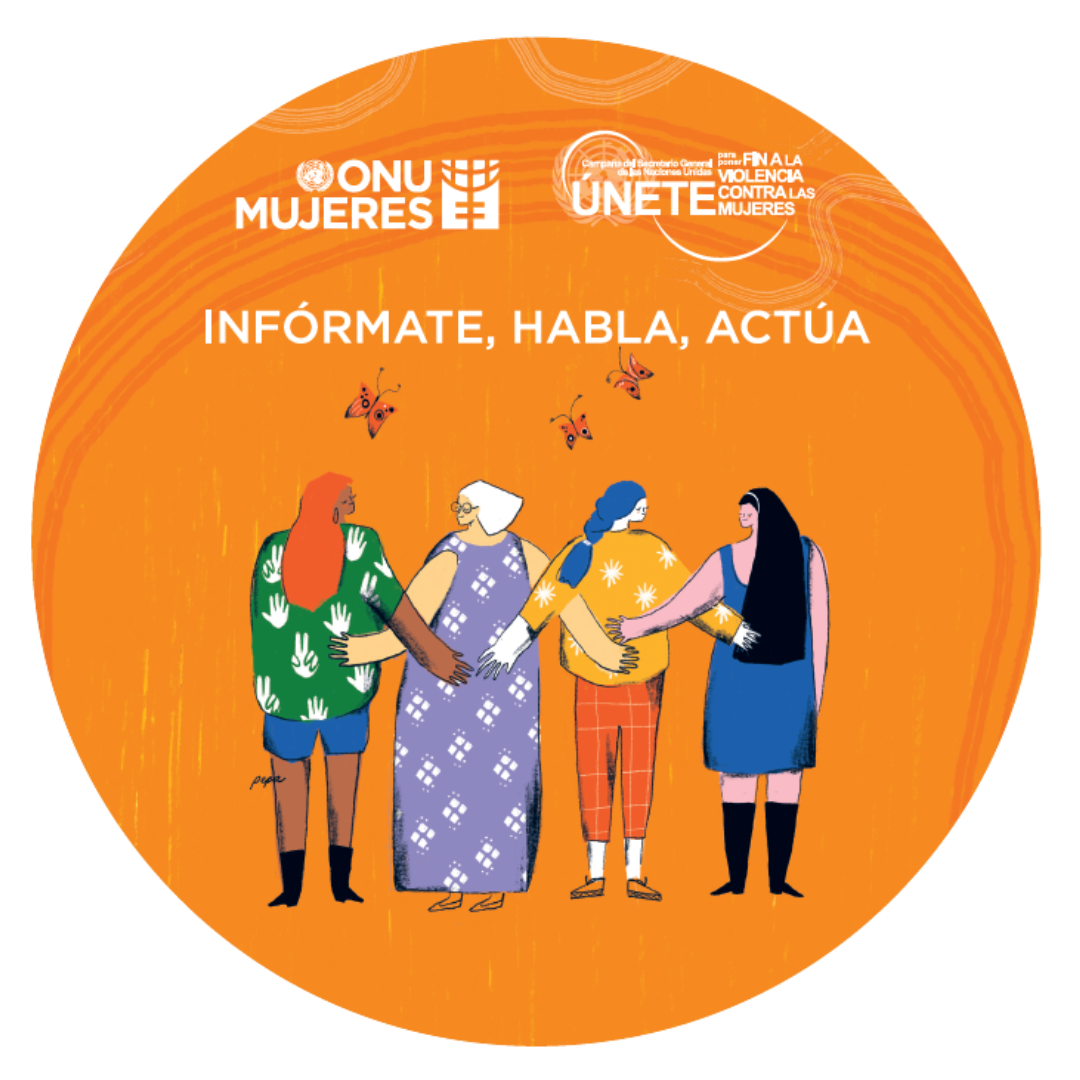 ONU
MUJERES
Campaña del Secretario General
de las Naciones Unidas
ÚNETE
para
poner FIN A LA
VIOLENCIA
CONTRA LAS
MUJERES
INFÓRMATE, HABLA, ACTÚA
pepa